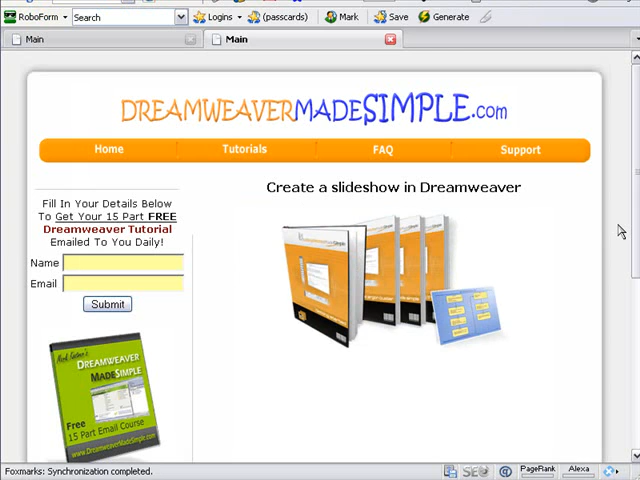 RoboForm Search Logins (passcards) Mark Save Generate
Main Main
DREAMWEAVERMADESIMPLE.com
Home Tutorials FAQ Support
Create a slideshow in Dreamweaver
Fill In Your Details Below
To Get Your 15 Part FREE
Dreamweaver Tutorial
Emailed To You Daily!
Name
Email
Submit
DREAMWEAVER
MADESIMPLE
Free
15 Part Email Course
www.DreamweaverMadeSimple.com
Foxmarks: Synchronization completed.
SEO PageRank Alexa